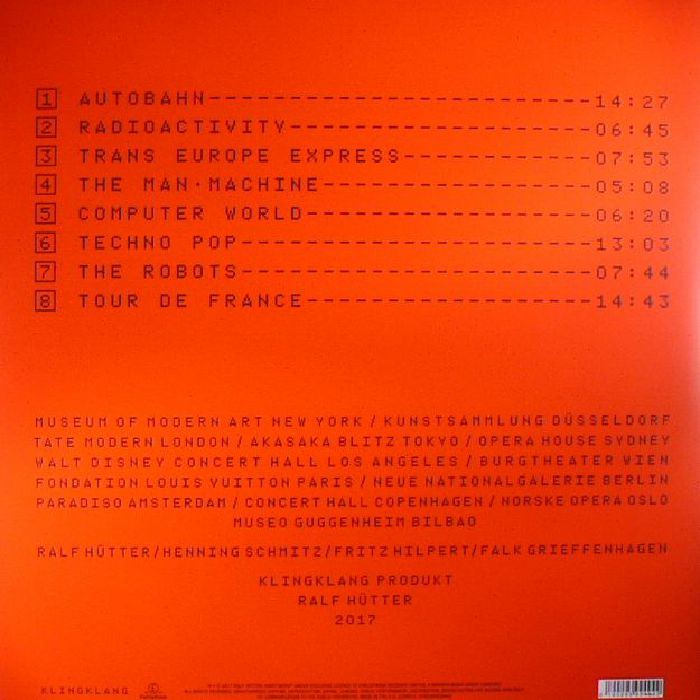 1 AUTOBAHN------------------------------14:27
2 RADIOACTIVITY------------------------06:45
3 TRANS EUROPE EXPRESS--------------07:53
4 THE MAN·MACHINE--------------------05:08
5 COMPUTER WORLD---------------------06:20
6 TECHNO POP--------------------------13:03
7 THE ROBOTS--------------------------07:44
8 TOUR DE FRANCE---------------------14:43
MUSEUM OF MODERN ART NEW YORK / KUNSTSAMMLUNG DÜSSELDORF
TATE MODERN LONDON / AKASAKA BLITZ TOKYO / OPERA HOUSE SYDNEY
WALT DISNEY CONCERT HALL LOS ANGELES / BURGTHEATER WIEN
FONDATION LOUIS VUITTON PARIS / NEUE NATIONALGALERIE BERLIN
PARADISO AMSTERDAM / CONCERT HALL COPENHAGEN / NORSKE OPERA OSLO
MUSEO GUGGENHEIM BILBAO
RALF HÜTTER/HENNING SCHMITZ/FRITZ HILPERT/FALK GRIEFFENHAGEN
KLINGKLANG PRODUKT
RALF HÜTTER
2017
KLINGKLANG